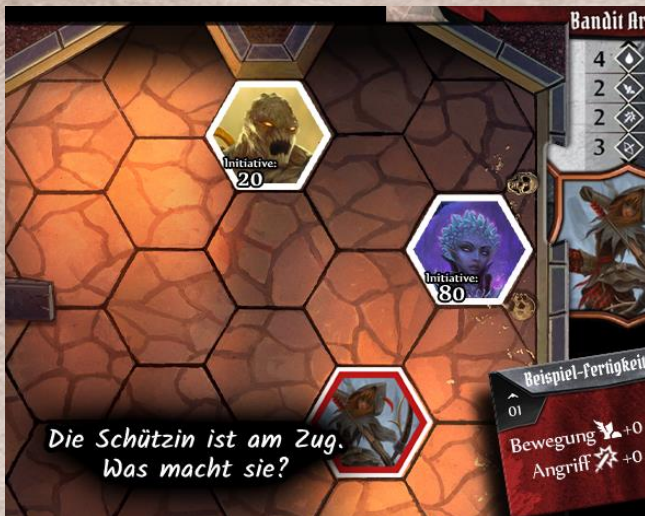 Bandit Ar
4
2
2
3
Initiative:
20
Initiative:
80
Beispiel-Fertigkeit
01
Bewegung +0
Angriff +0
Die Schützin ist am Zug.
Was macht sie?